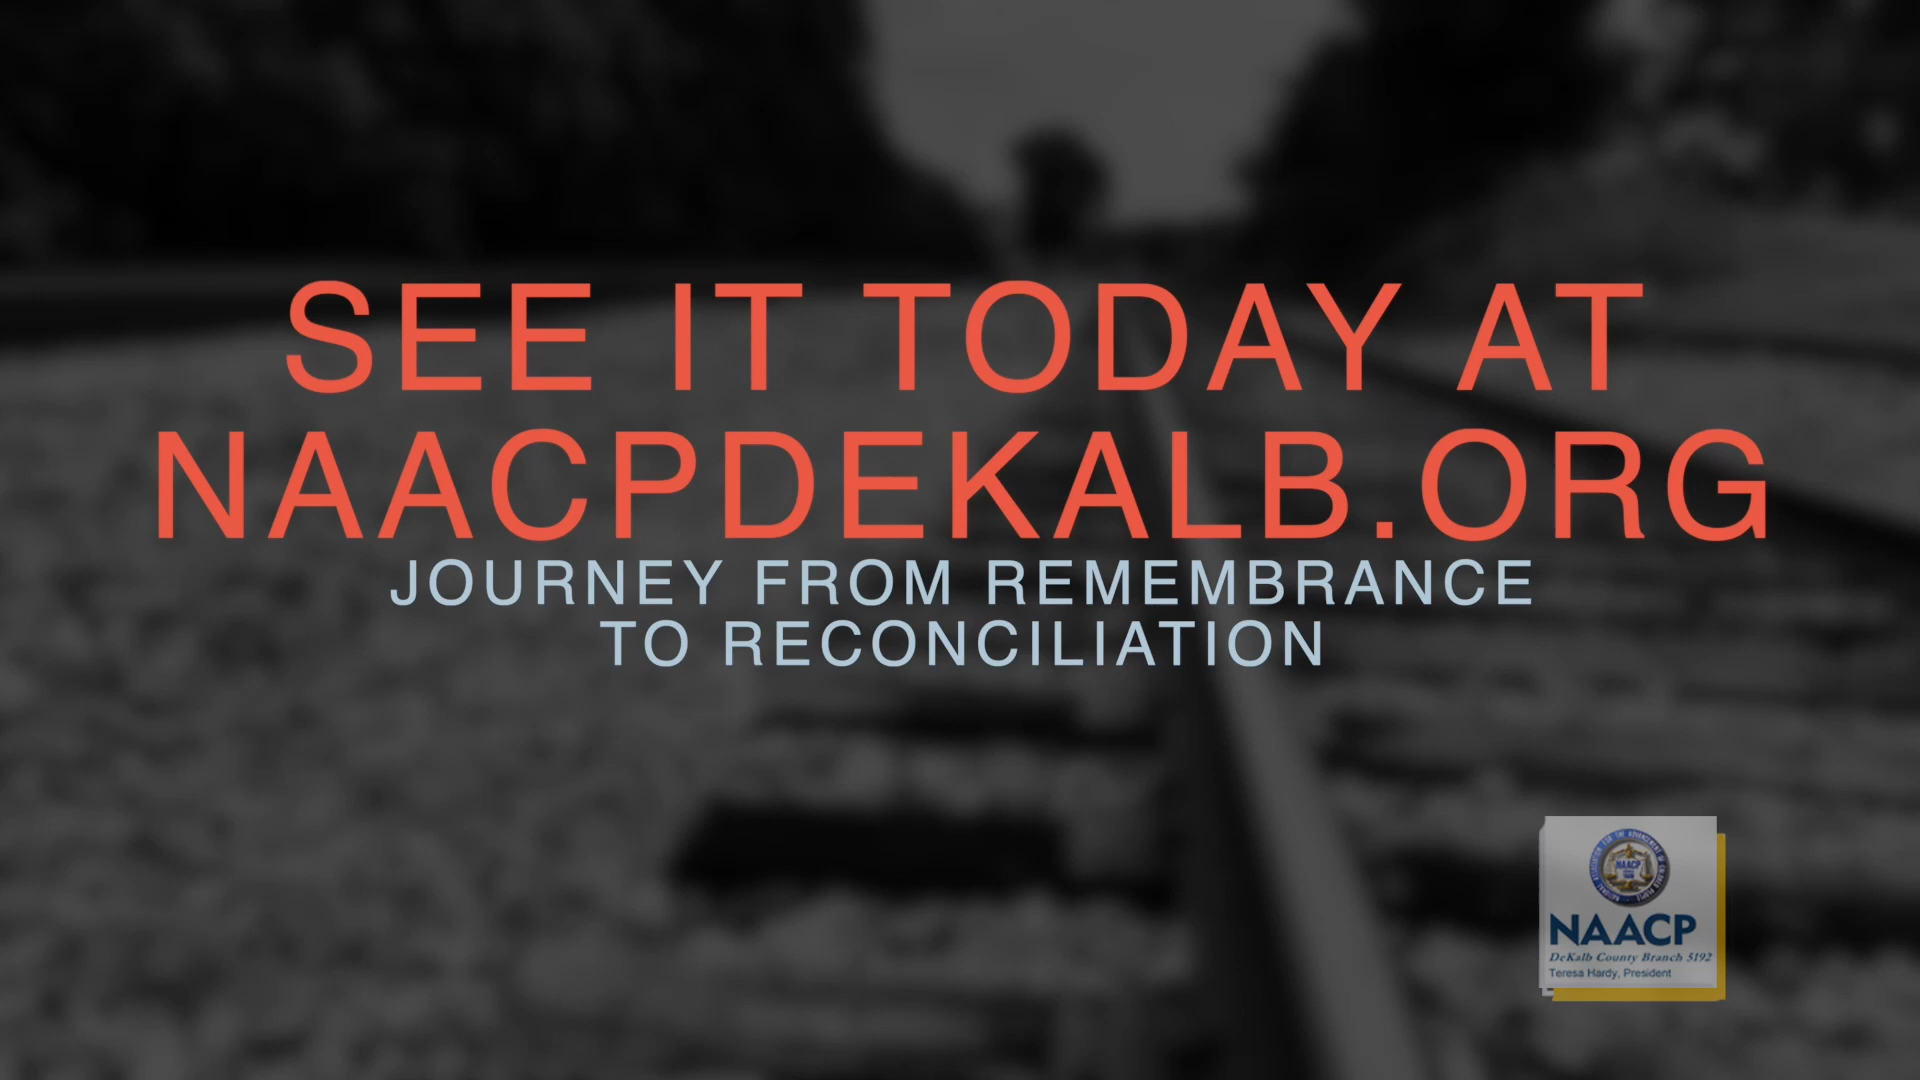 SEE IT TODAY AT
NAACPDEKALB.ORG
JOURNEY FROM REMEMBRANCE
TO RECONCILIATION
NAACP
NAACP
DeKalb County Branch 5192
Teresa Hardy, President